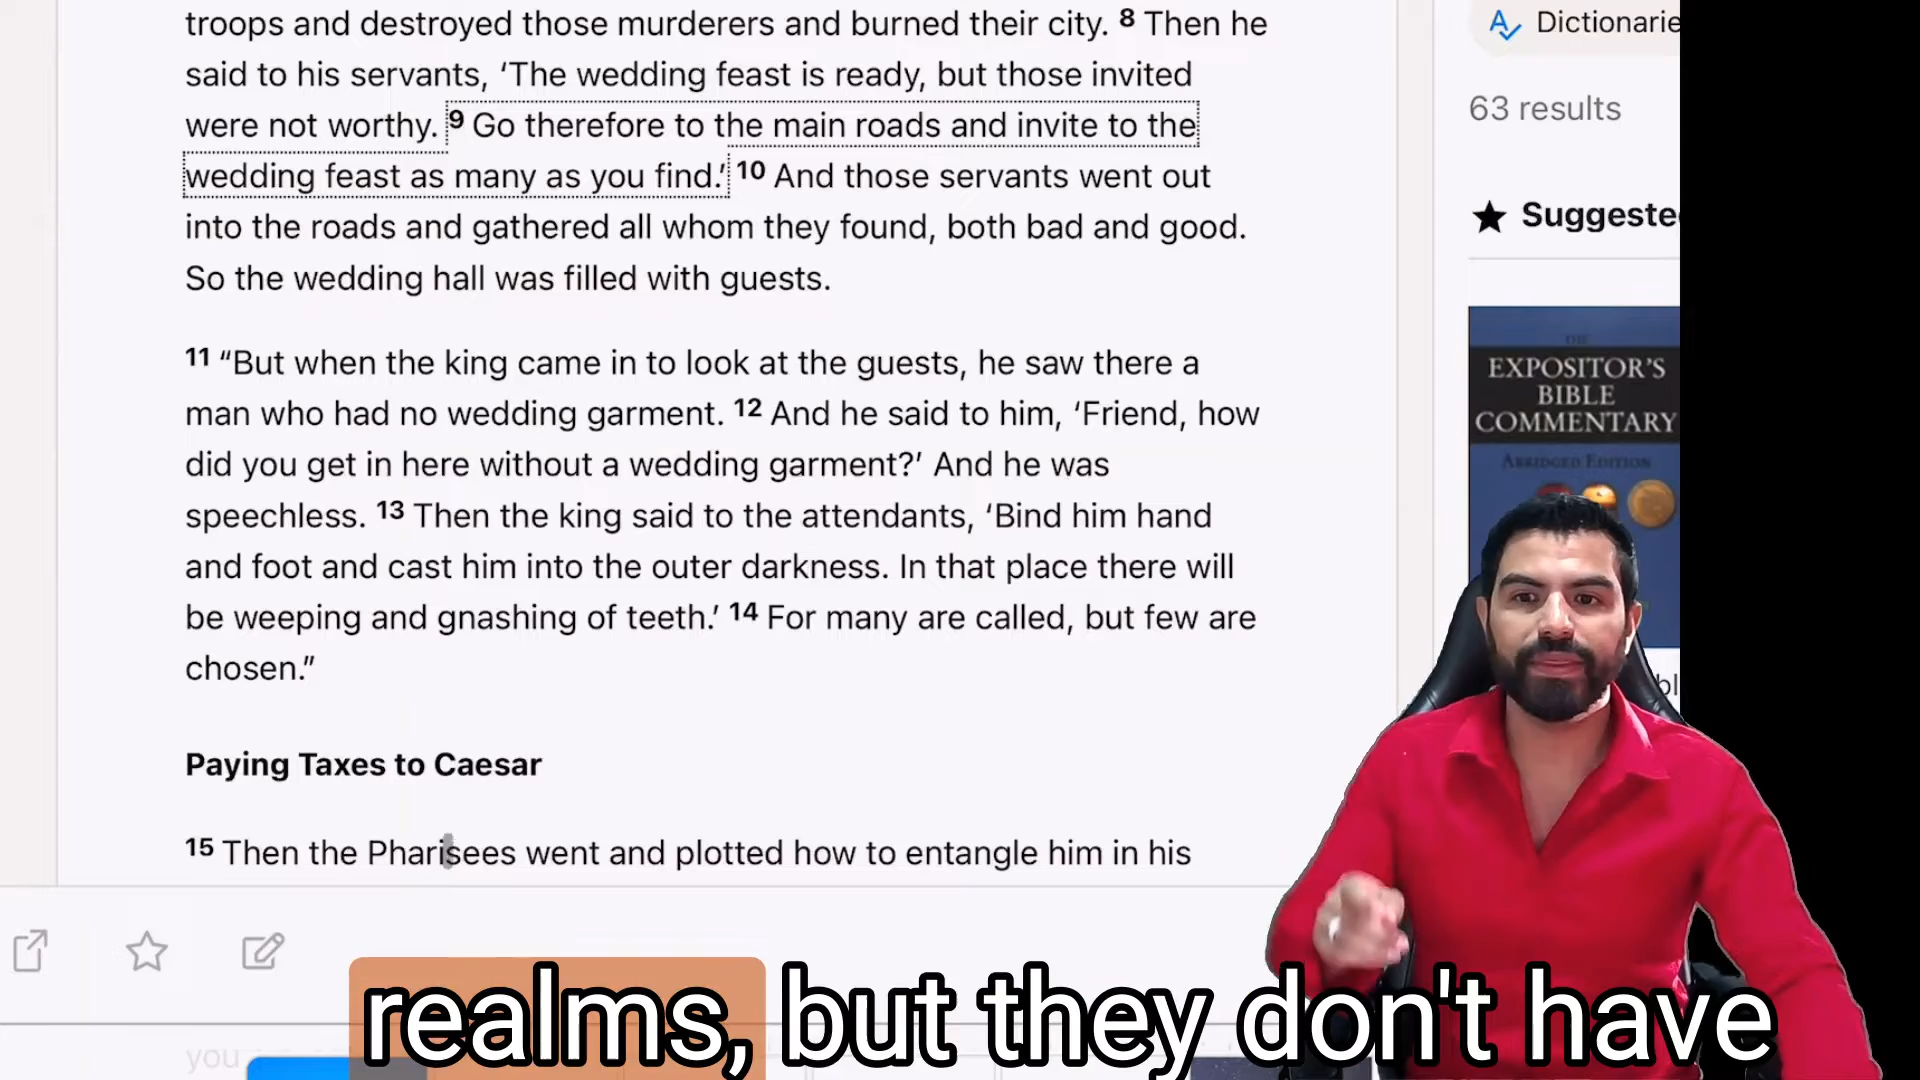 troops and destroyed those murderers and burned their city. 8 Then he
said to his servants, ‘The wedding feast is ready, but those invited
were not worthy. 9 Go therefore to the main roads and invite to the
wedding feast as many as you find.’ 10 And those servants went out
into the roads and gathered all whom they found, both bad and good.
So the wedding hall was filled with guests.
11 “But when the king came in to look at the guests, he saw there a
man who had no wedding garment. 12 And he said to him, ‘Friend, how
did you get in here without a wedding garment?’ And he was
speechless. 13 Then the king said to the attendants, ‘Bind him hand
and foot and cast him into the outer darkness. In that place there will
be weeping and gnashing of teeth.’ 14 For many are called, but few are
chosen.”
Paying Taxes to Caesar
15 Then the Pharisees went and plotted how to entangle him in his
you
Dictionarie
63 results
Suggeste
THE
EXPOSITOR'S
BIBLE
COMMENTARY
ABRIDGED EDITION
bl
realms, but they don't have